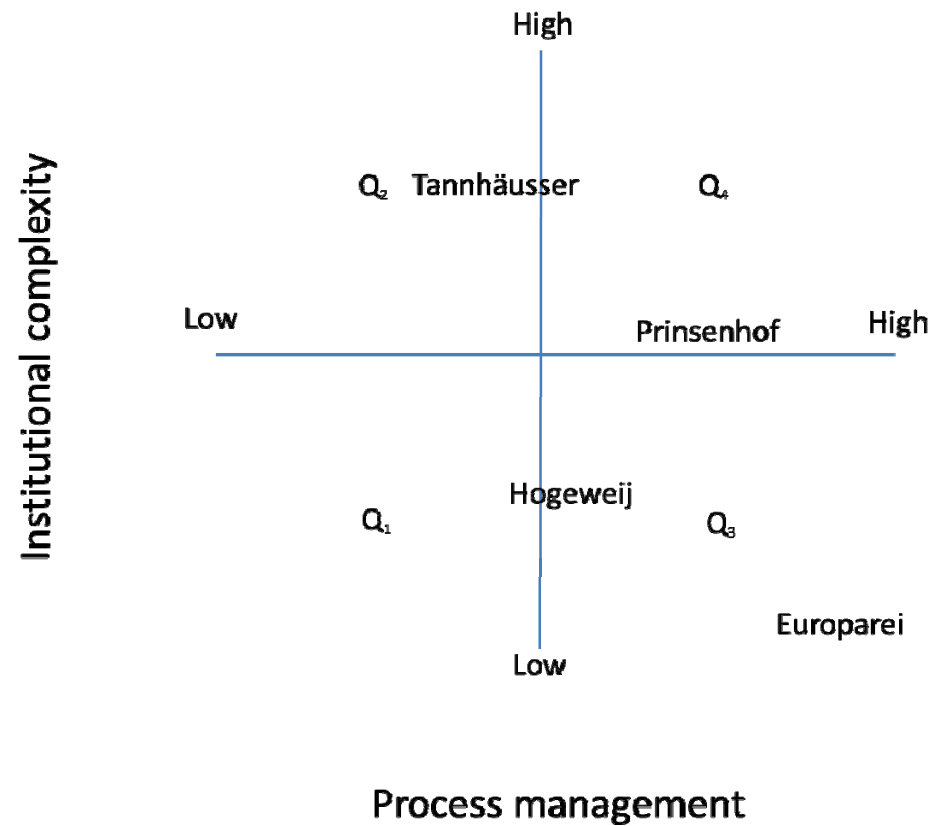 High
Institutional complexity
Q₂ Tannhäusser Q₄
Low
Prinsenhof
High
Hogeweij
Q₁ Q₃
Europarei
Low
Process management